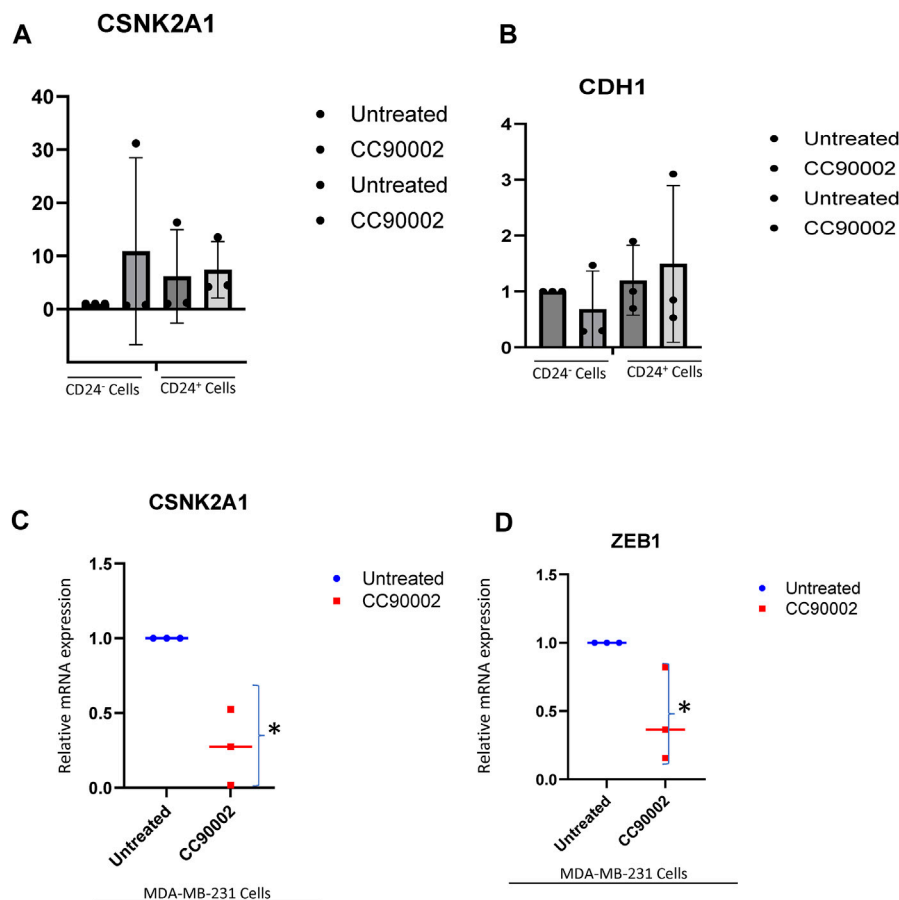 A
CSNK2A1
40
30
20
10
0
CD24⁻ Cells
CD24⁺ Cells
Untreated
CC90002
Untreated
CC90002
B
CDH1
4
3
2
1
0
CD24⁻ Cells
CD24⁺ Cells
Untreated
CC90002
Untreated
CC90002
C
CSNK2A1
Relative mRNA expression
1.5
1.0
0.5
0.0
*
Untreated
CC90002
MDA-MB-231 Cells
Untreated
CC90002
D
ZEB1
Relative mRNA expression
1.5
1.0
0.5
0.0
*
Untreated
CC90002
MDA-MB-231 Cells
Untreated
CC90002